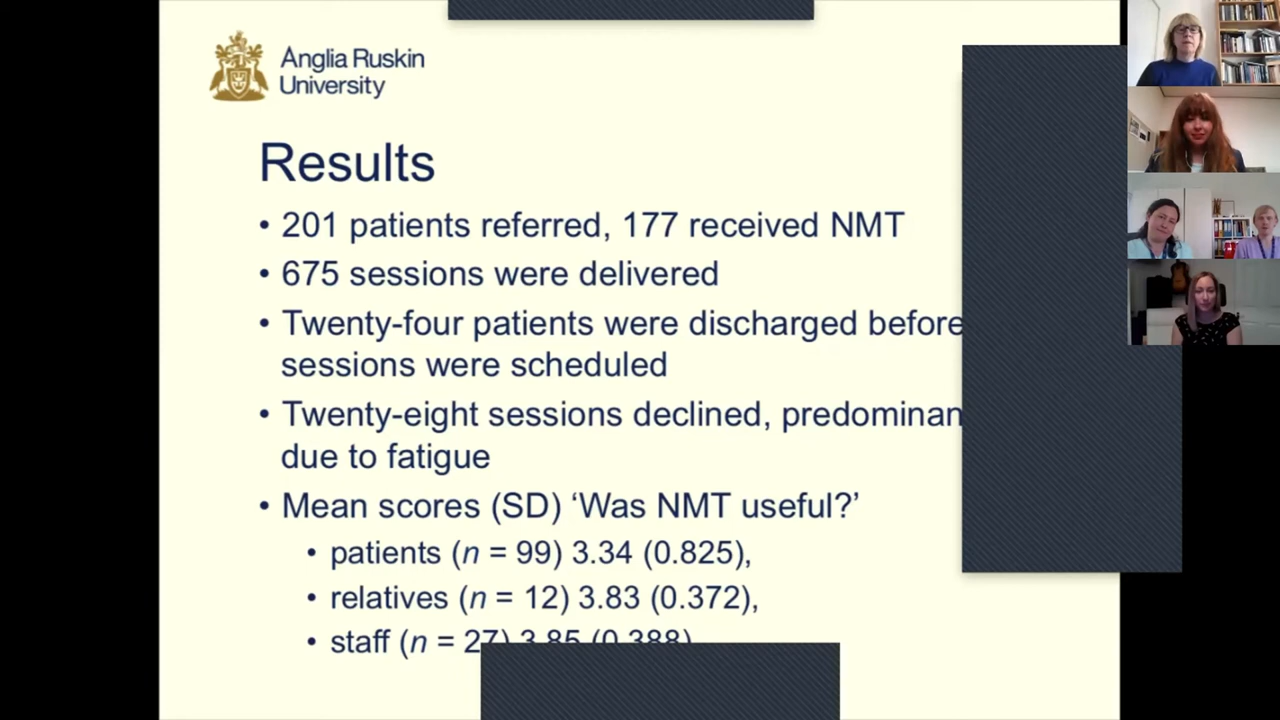 Anglia Ruskin
University
Results
• 201 patients referred, 177 received NMT
• 675 sessions were delivered
• Twenty-four patients were discharged before
sessions were scheduled
• Twenty-eight sessions declined, predominan
due to fatigue
• Mean scores (SD) ‘Was NMT useful?’
• patients (n = 99) 3.34 (0.825),
• relatives (n = 12) 3.83 (0.372),
• staff (n = 27) 3.85 (0.388)